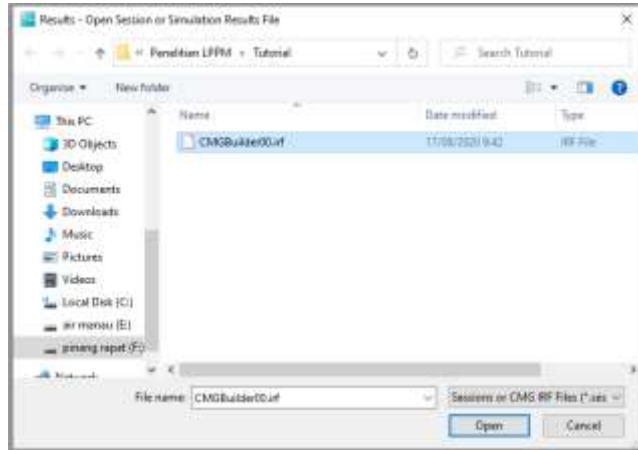 Results - Open Session or Simulation Results File
« Penelitian LPPM › Tutorial
Search Tutorial
Organise
New folder
Name
Date modified
Type
This PC
CMGBuilder00.irf
17/08/2020 9:42
IRF File
3D Objects
Desktop
Documents
Downloads
Music
Pictures
Videos
Local Disk (C:)
air manau (E:)
pinang rapat (F:)
Network
File name:
CMGBuilder00.irf
Sessions or CMG IRF Files (*.ses
Open
Cancel